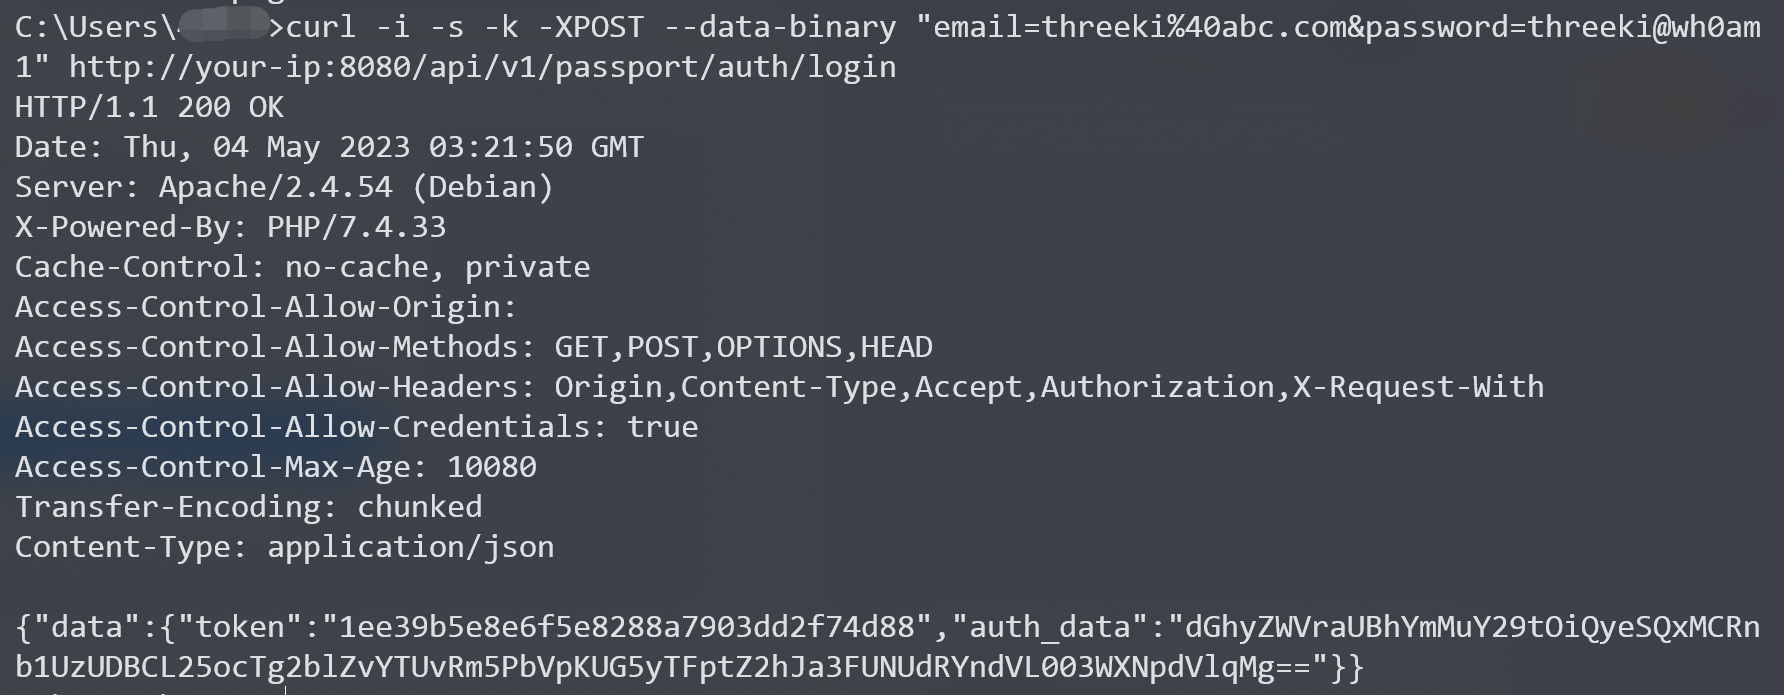 C:\Users\ >curl -i -s -k -XPOST --data-binary "email=threeki%40abc.com&password=threeki@wh0am
1" http://your-ip:8080/api/v1/passport/auth/login
HTTP/1.1 200 OK
Date: Thu, 04 May 2023 03:21:50 GMT
Server: Apache/2.4.54 (Debian)
X-Powered-By: PHP/7.4.33
Cache-Control: no-cache, private
Access-Control-Allow-Origin:
Access-Control-Allow-Methods: GET,POST,OPTIONS,HEAD
Access-Control-Allow-Headers: Origin,Content-Type,Accept,Authorization,X-Request-With
Access-Control-Allow-Credentials: true
Access-Control-Max-Age: 10080
Transfer-Encoding: chunked
Content-Type: application/json
{"data":{"token":"1ee39b5e8e6f5e8288a7903dd2f74d88","auth_data":"dGhyZWVraUBhYmMuY29tOiQyeSQxMCRn
b1UzUDBCL25ocTg2blZvYTUvRm5PbVpKUG5yTFptZ2hJa3FUNUdRYndVL003WXNpdVlqMg=="}}